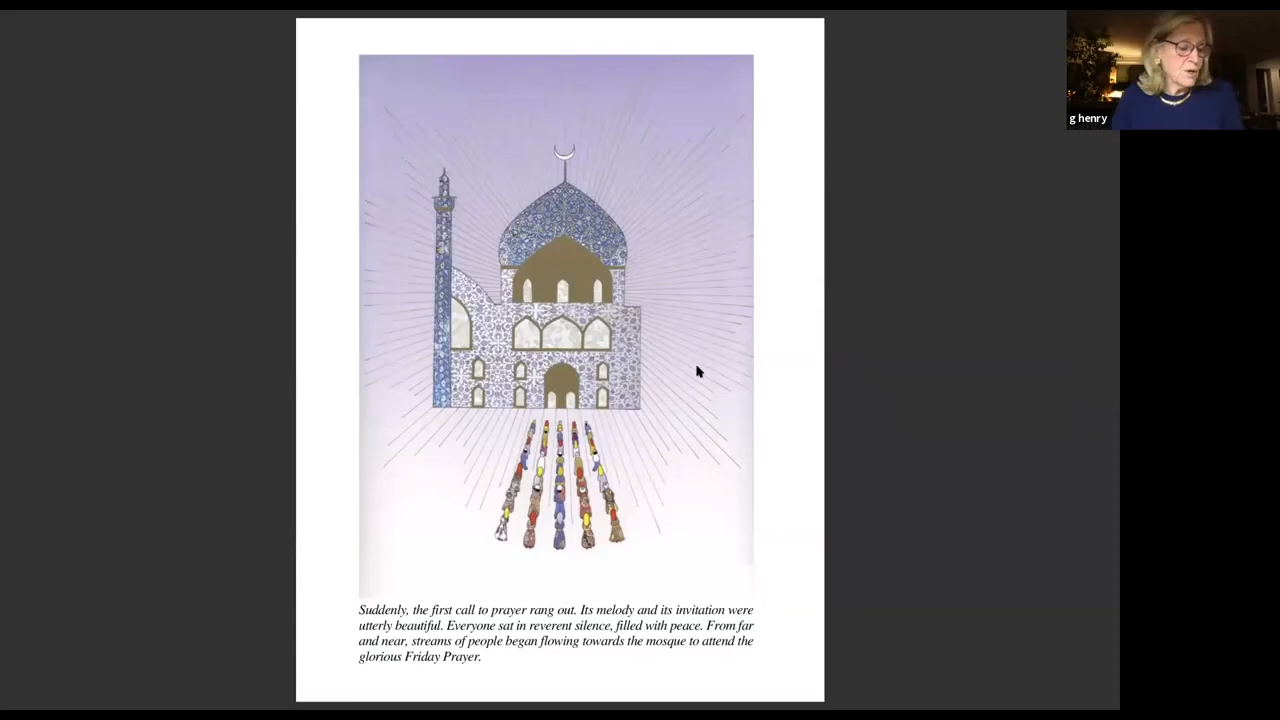 g henry
Suddenly, the first call to prayer rang out. Its melody and its invitation were
utterly beautiful. Everyone sat in reverent silence, filled with peace. From far
and near, streams of people began flowing towards the mosque to attend the
glorious Friday Prayer.